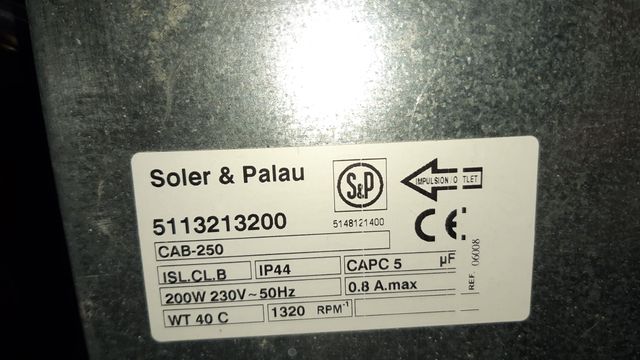 Soler & Palau
S&P
IMPULSION/OUTLET
5113213200
5148121400
CE
CAB-250
ISL.CL.B IP44 CAPC 5 µF
200W 230V~50Hz 0.8 A.max
WT 40 C 1320 RPM⁻¹
REF. 06008